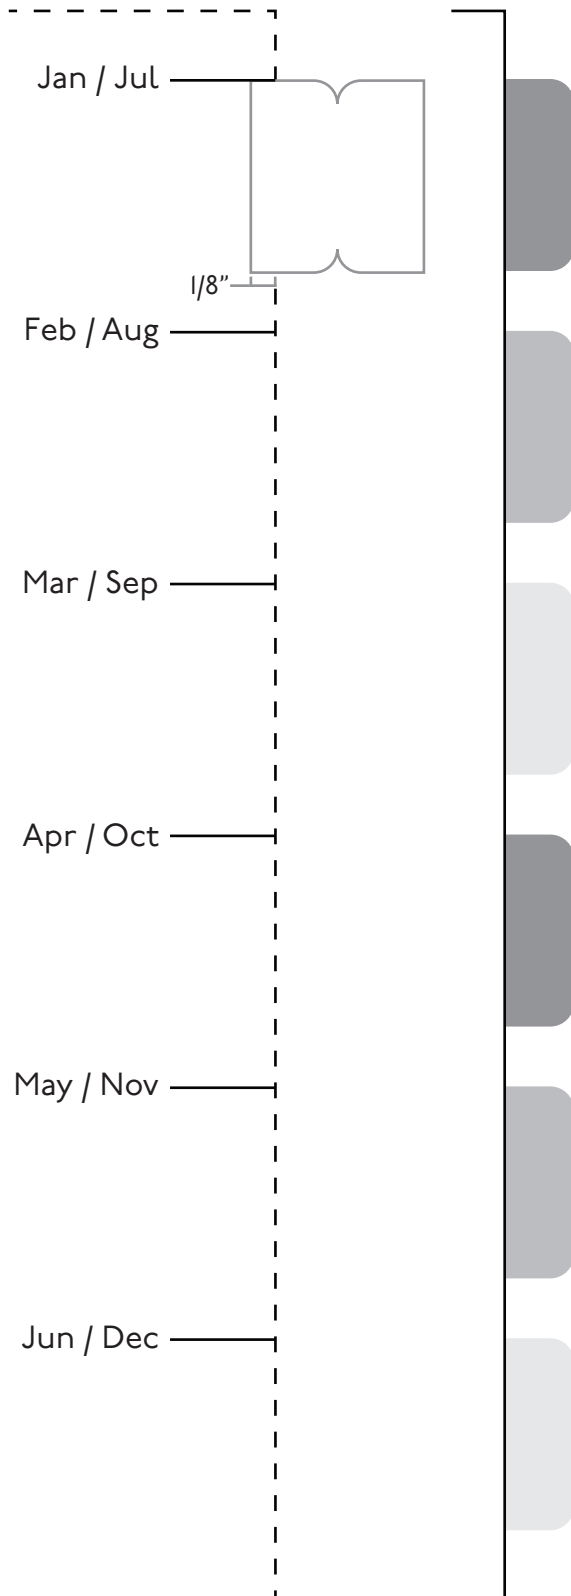 Jan / Jul
1/8”
Feb / Aug
Mar / Sep
Apr / Oct
May / Nov
Jun / Dec